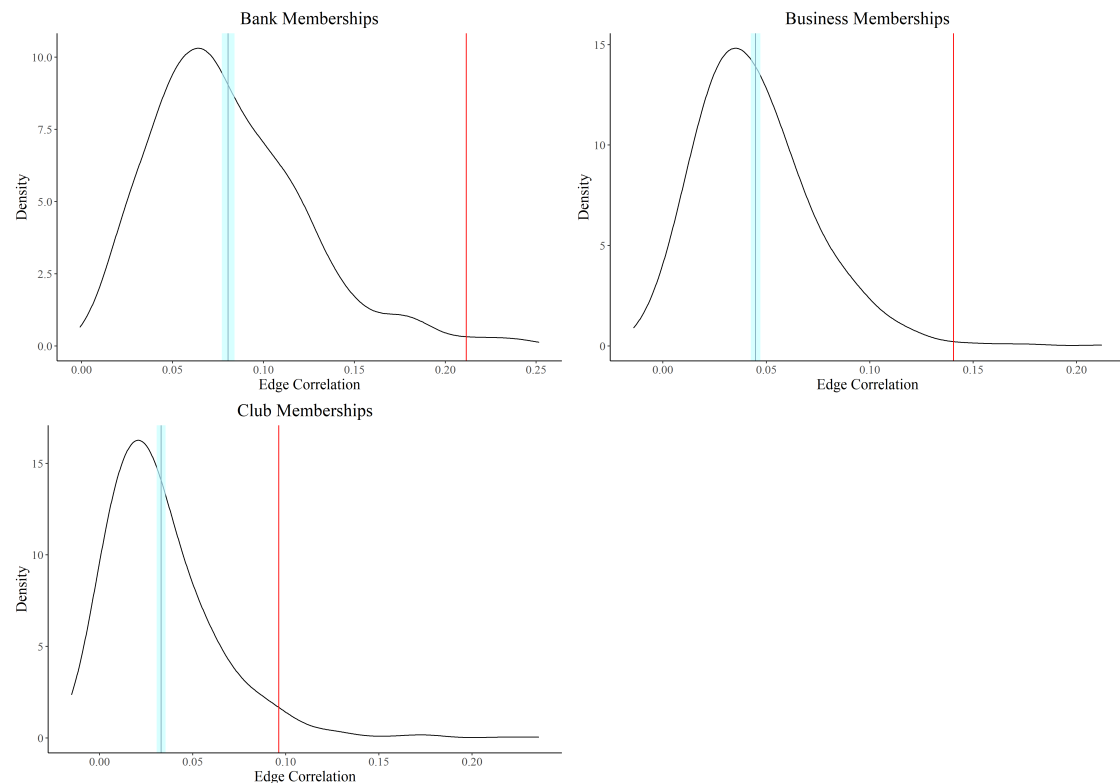 Bank Memberships
10.0
7.5
5.0
2.5
0.0
Density
0.00 0.05 0.10 0.15 0.20 0.25
Edge Correlation
Business Memberships
15
10
5
0
Density
0.00 0.05 0.10 0.15 0.20
Edge Correlation
Club Memberships
15
10
5
0
Density
0.00 0.05 0.10 0.15 0.20
Edge Correlation